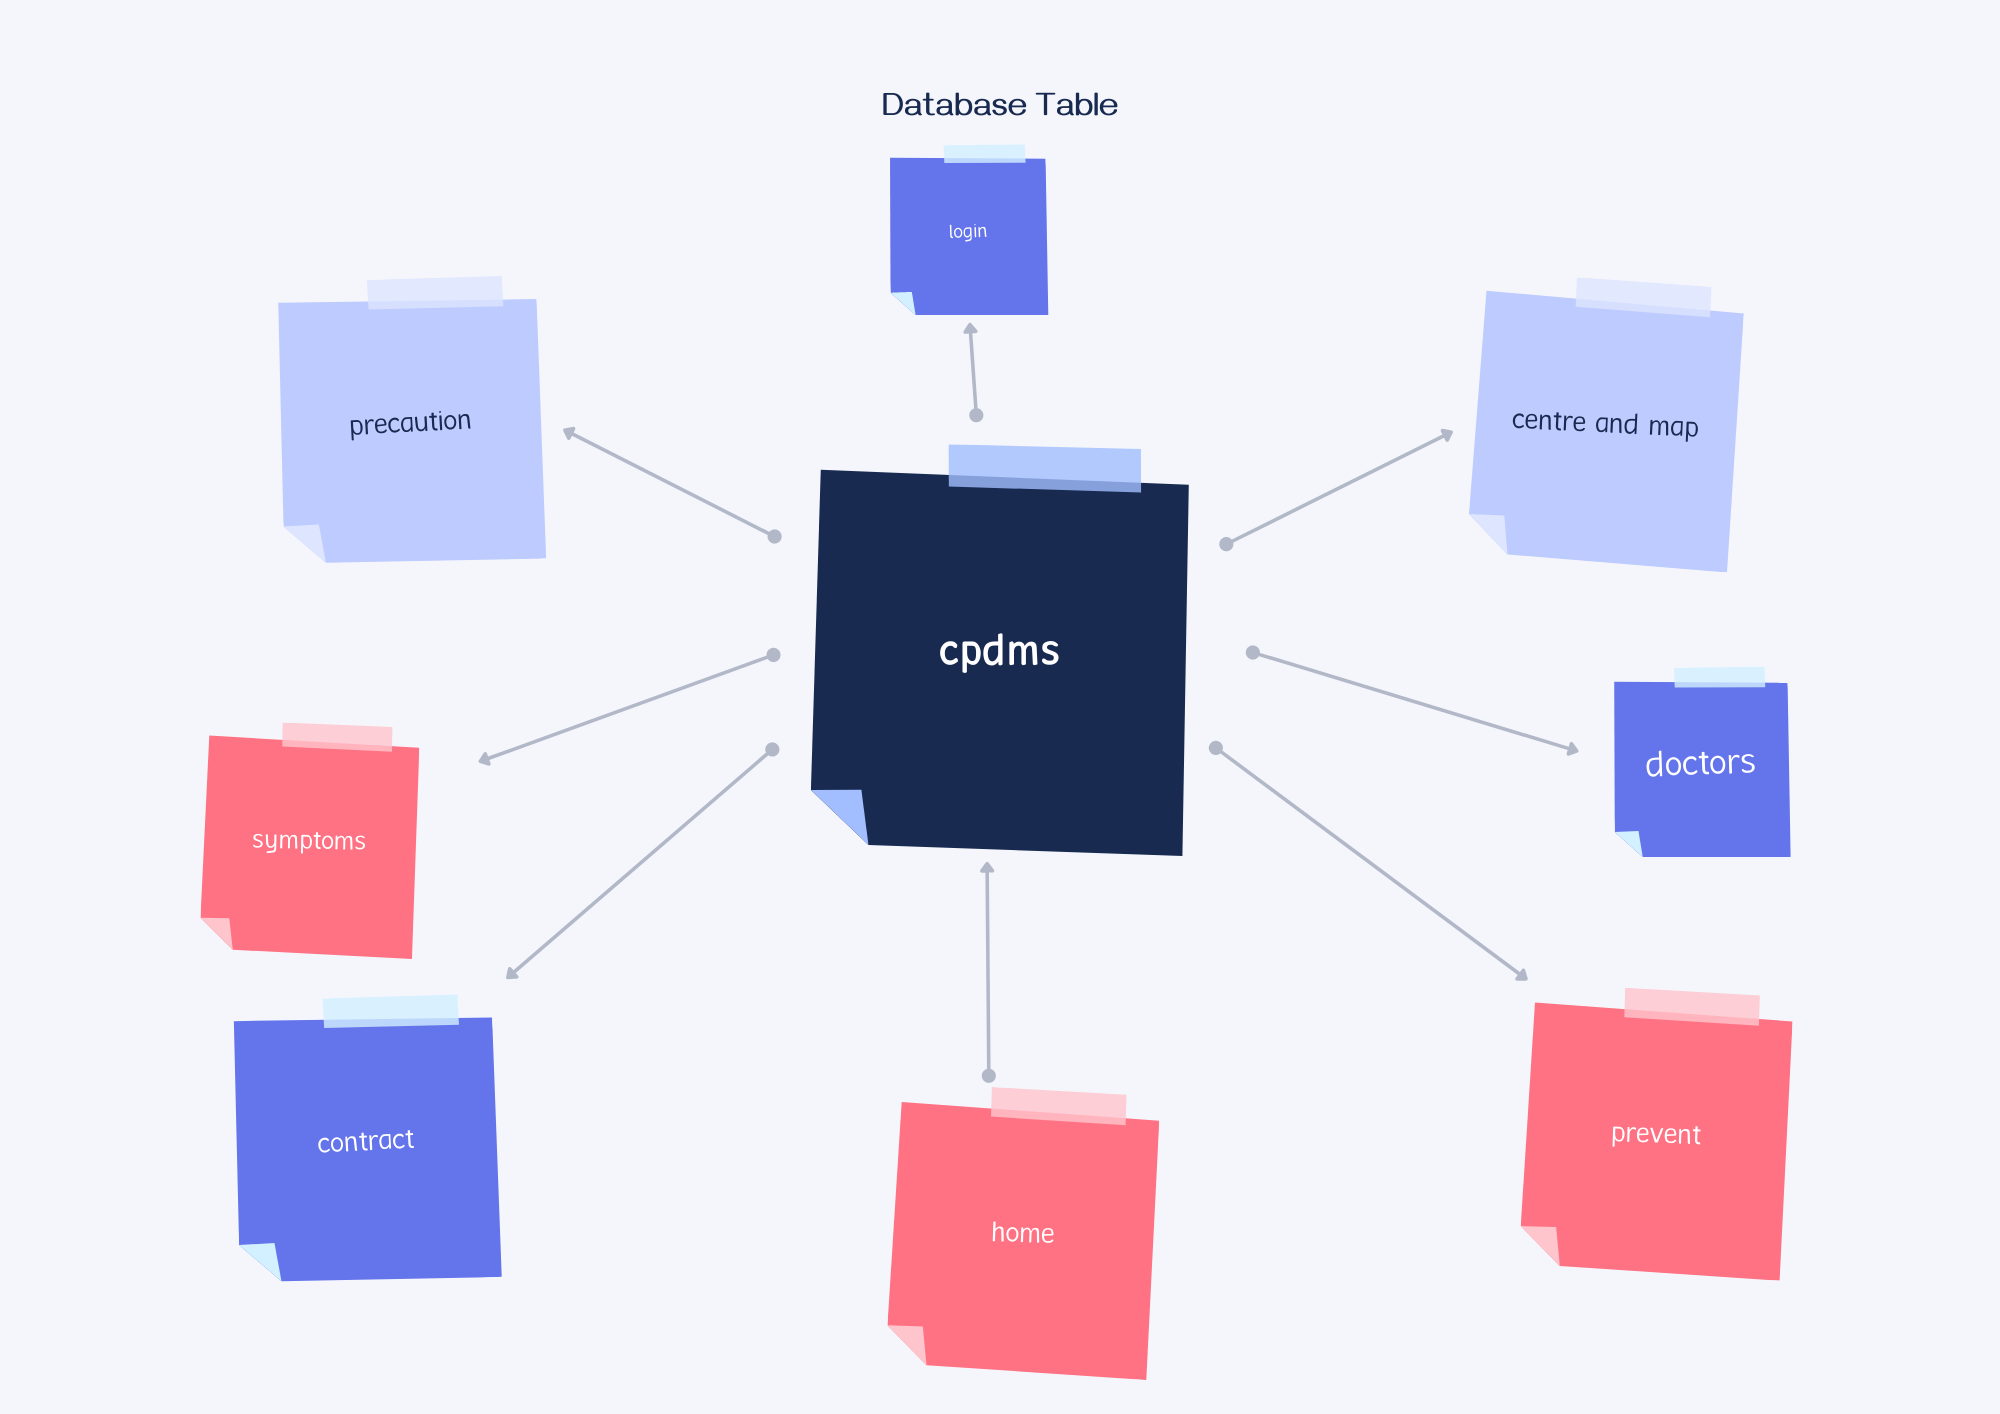 Database Table
login
precaution
centre and map
cpdms
doctors
symptoms
contract
prevent
home